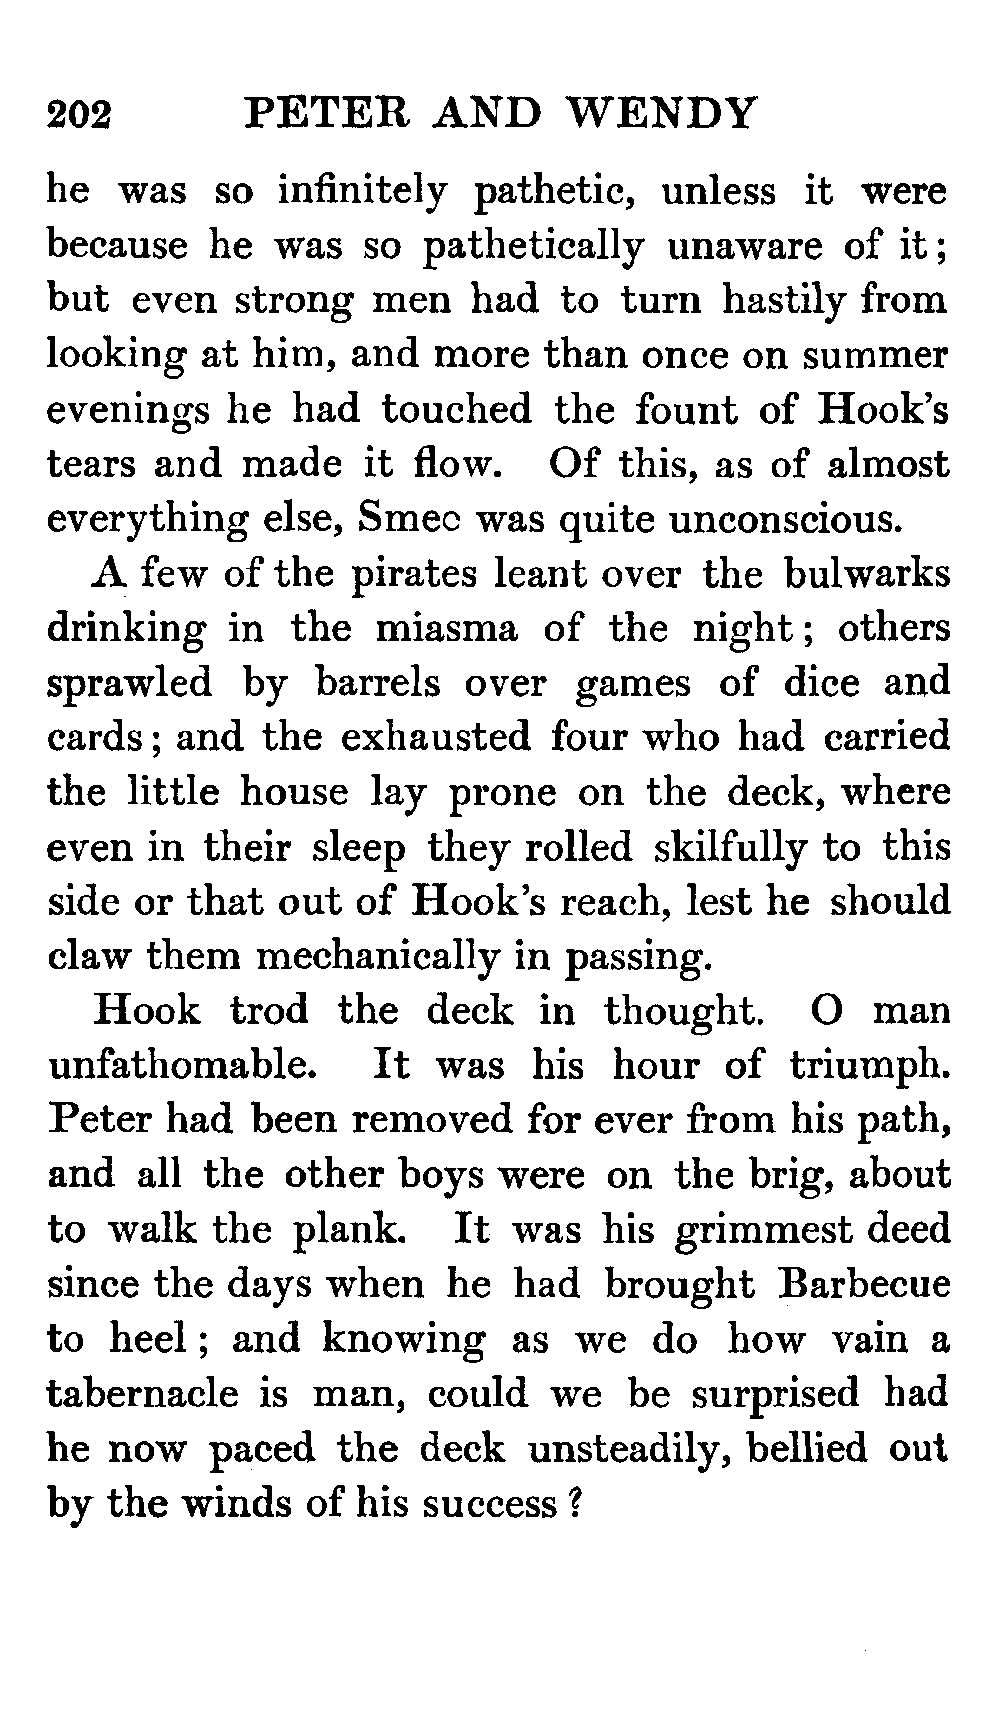 202 PETER AND WENDY
he was so infinitely pathetic, unless it were
because he was so pathetically unaware of it;
but even strong men had to turn hastily from
looking at him, and more than once on summer
evenings he had touched the fount of Hook's
tears and made it flow. Of this, as of almost
everything else, Smee was quite unconscious.
A few of the pirates leant over the bulwarks
drinking in the miasma of the night; others
sprawled by barrels over games of dice and
cards; and the exhausted four who had carried
the little house lay prone on the deck, where
even in their sleep they rolled skilfully to this
side or that out of Hook's reach, lest he should
claw them mechanically in passing.
Hook trod the deck in thought. O man
unfathomable. It was his hour of triumph.
Peter had been removed for ever from his path,
and all the other boys were on the brig, about
to walk the plank. It was his grimmest deed
since the days when he had brought Barbecue
to heel; and knowing as we do how vain a
tabernacle is man, could we be surprised had
he now paced the deck unsteadily, bellied out
by the winds of his success?